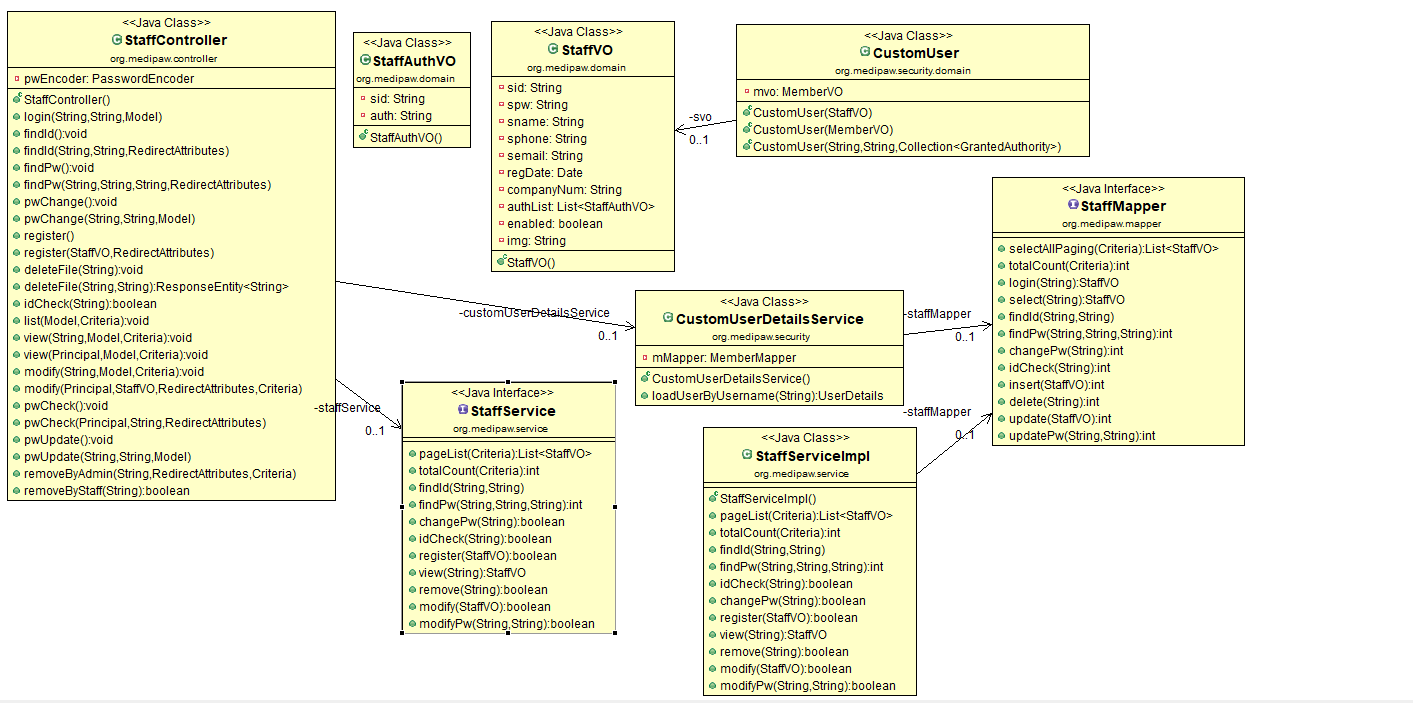 <<Java Class>>
StaffController
org.medipaw.controller
pwEncoder: PasswordEncoder
StaffController()
login(String,String,Model)
findId():void
findId(String,String,RedirectAttributes)
findPw():void
findPw(String,String,String,RedirectAttributes)
pwChange():void
pwChange(String,String,Model)
register()
register(StaffVO,RedirectAttributes)
deleteFile(String):void
deleteFile(String,String):ResponseEntity<String>
idCheck(String):boolean
list(Model,Criteria):void
view(String,Model,Criteria):void
view(Principal,Model,Criteria):void
modify(String,Model,Criteria):void
modify(Principal,StaffVO,RedirectAttributes,Criteria)
pwCheck():void
pwCheck(Principal,String,RedirectAttributes)
pwUpdate():void
pwUpdate(String,String,Model)
removeByAdmin(String,RedirectAttributes,Criteria)
removeByStaff(String):boolean
<<Java Class>>
StaffAuthVO
org.medipaw.domain
sid: String
auth: String
StaffAuthVO()
<<Java Class>>
StaffVO
org.medipaw.domain
sid: String
spw: String
sname: String
sphone: String
semail: String
regDate: Date
companyNum: String
authList: List<StaffAuthVO>
enabled: boolean
img: String
StaffVO()
-svo
0..1
<<Java Class>>
CustomUser
org.medipaw.security.domain
mvo: MemberVO
CustomUser(StaffVO)
CustomUser(MemberVO)
CustomUser(String,String,Collection<GrantedAuthority>)
-customUserDetailsService
0..1
<<Java Class>>
CustomUserDetailsService
org.medipaw.security
mMapper: MemberMapper
CustomUserDetailsService()
loadUserByUsername(String):UserDetails
-staffMapper
0..1
<<Java Interface>>
StaffMapper
org.medipaw.mapper
selectAllPaging(Criteria):List<StaffVO>
totalCount(Criteria):int
login(String):StaffVO
select(String):StaffVO
findId(String,String)
findPw(String,String,String):int
changePw(String):int
idCheck(String):int
insert(StaffVO):int
delete(String):int
update(StaffVO):int
updatePw(String,String):int
-staffService
0..1
<<Java Interface>>
StaffService
org.medipaw.service
pageList(Criteria):List<StaffVO>
totalCount(Criteria):int
findId(String,String)
findPw(String,String,String):int
changePw(String):boolean
idCheck(String):boolean
register(StaffVO):boolean
view(String):StaffVO
remove(String):boolean
modify(StaffVO):boolean
modifyPw(String,String):boolean
-staffMapper
0..1
<<Java Class>>
StaffServiceImpl
org.medipaw.service
StaffServiceImpl()
pageList(Criteria):List<StaffVO>
totalCount(Criteria):int
findId(String,String)
findPw(String,String,String):int
idCheck(String):boolean
changePw(String):boolean
register(StaffVO):boolean
view(String):StaffVO
remove(String):boolean
modify(StaffVO):boolean
modifyPw(String,String):boolean